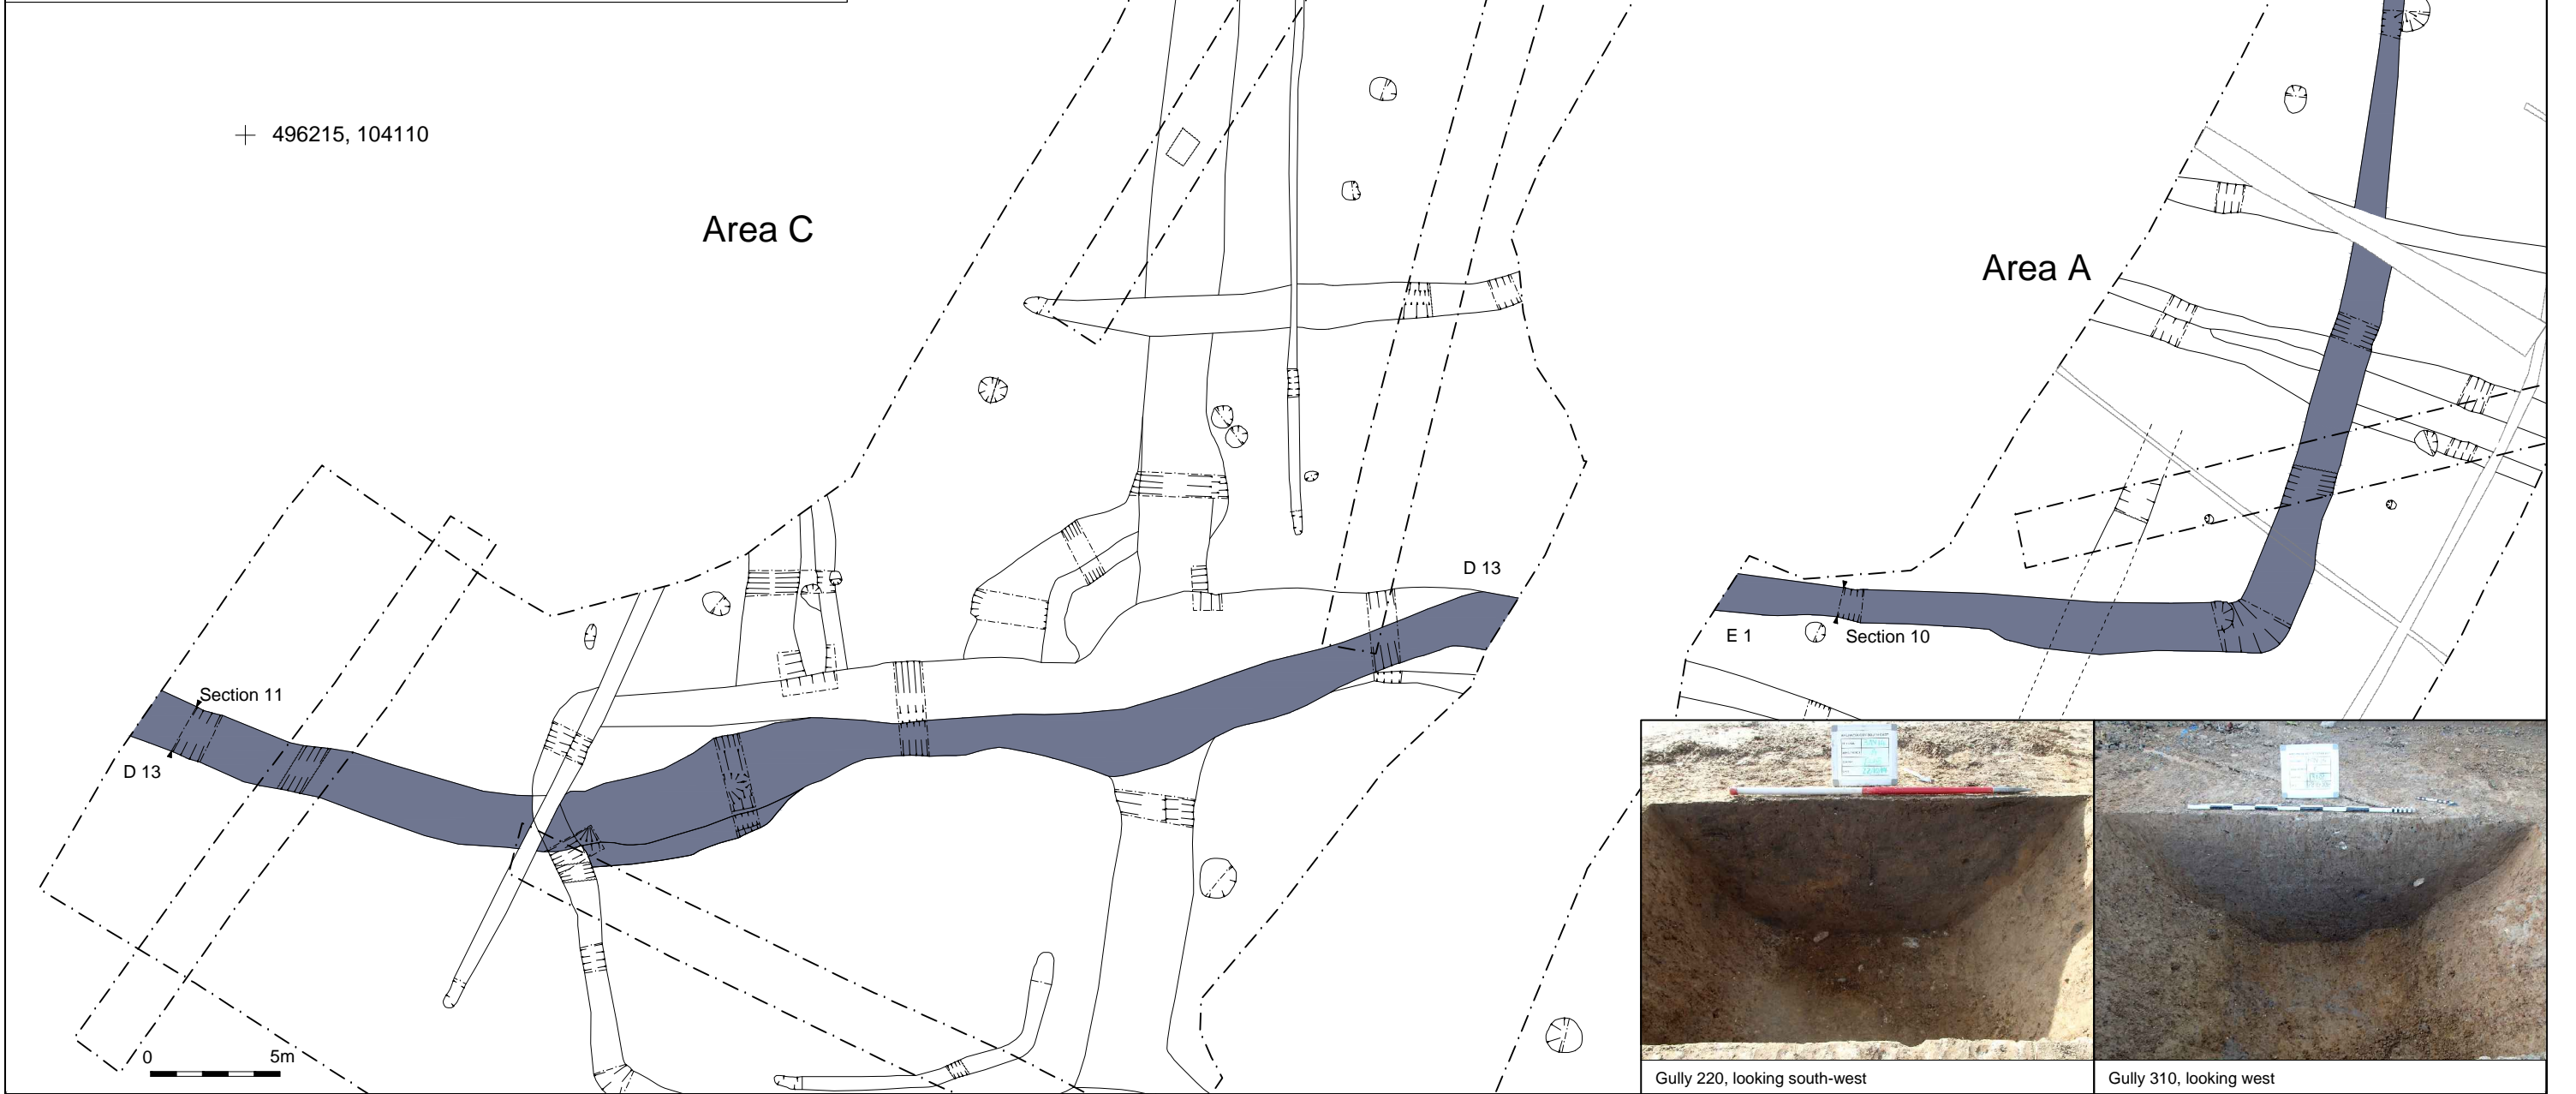 496215, 104110
Area C
Area A
D 13
E 1
Section 10
Section 11
D 13
0 5m
Gully 220, looking south-west
Gully 310, looking west